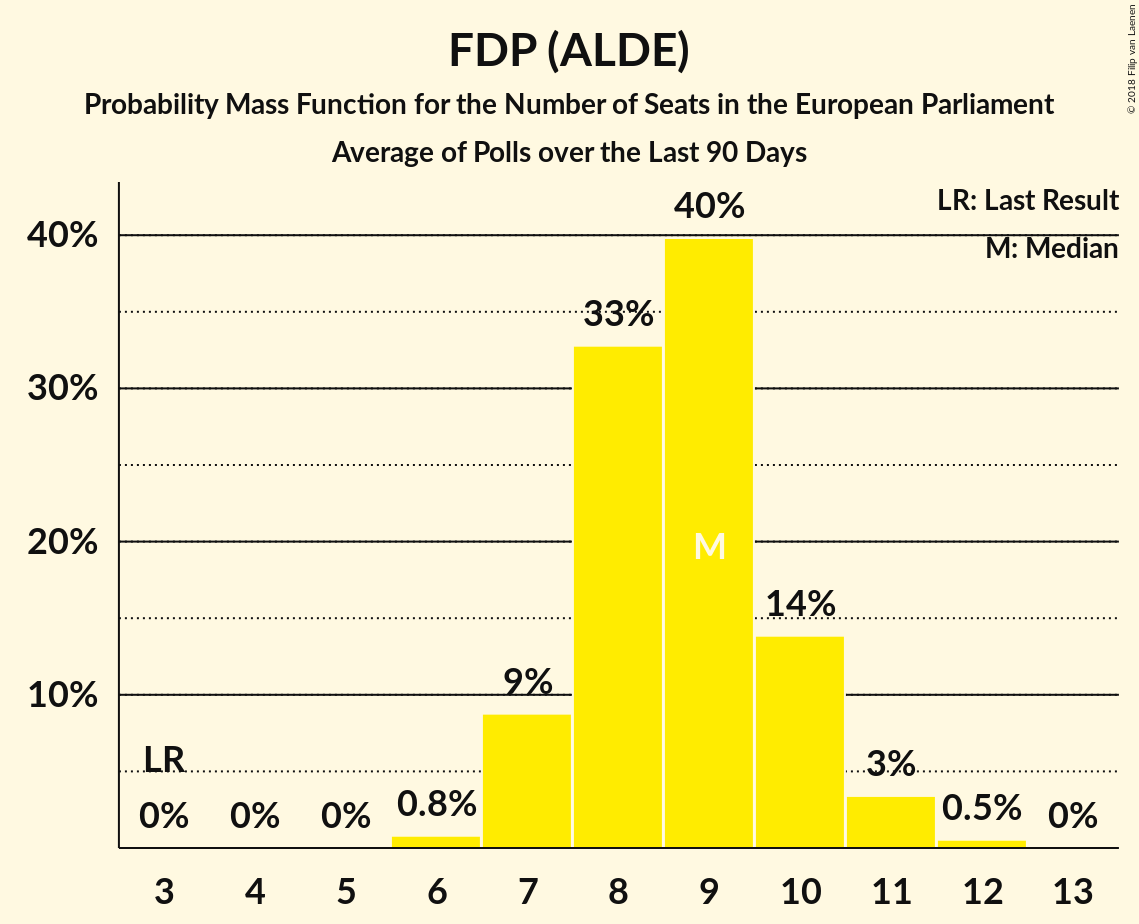 FDP (ALDE)
Probability Mass Function for the Number of Seats in the European Parliament
Average of Polls over the Last 90 Days
© 2018 Filip van Laenen
LR: Last Result
M: Median
40%
30%
20%
10%
LR
0%
0%
0%
0.8%
9%
33%
40%
M
14%
3%
0.5%
0%
3 4 5 6 7 8 9 10 11 12 13